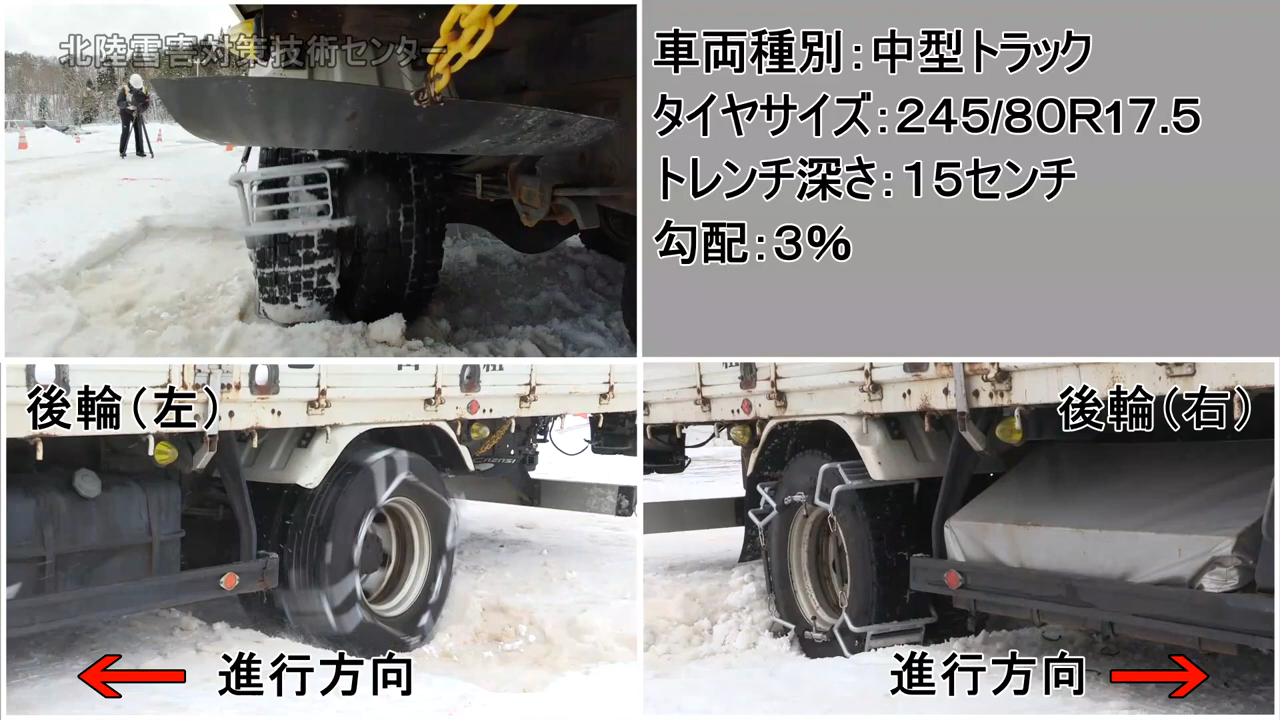 北陸雪害対策技術センター
車両種別：中型トラック
タイヤサイズ：245/80R17.5
トレンチ深さ：15センチ
勾配：3%
後輪（左）
後輪（右）
進行方向
進行方向